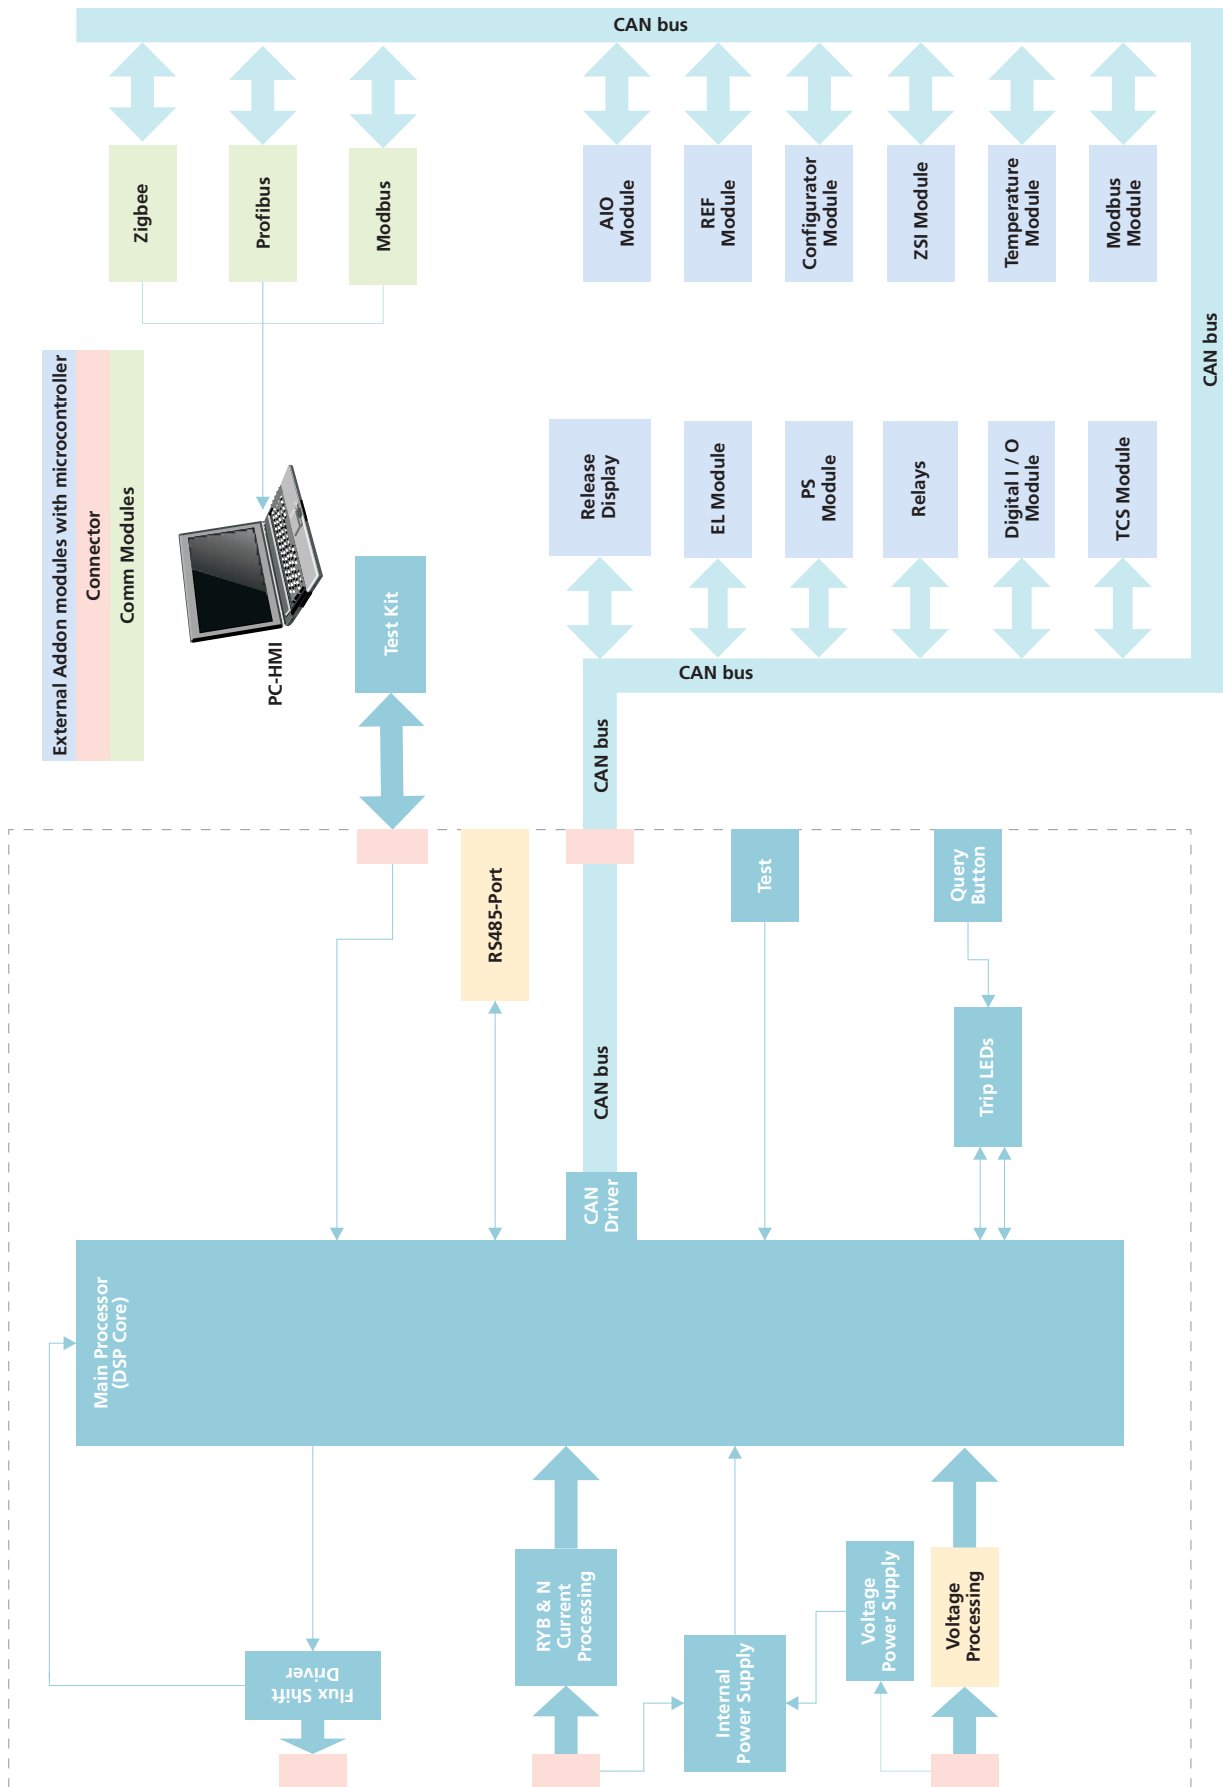 CAN bus
Zigbee
Profibus
Modbus
AIO
Module
REF
Module
Configurator
Module
ZSI Module
Temperature
Module
Modbus
Module
CAN bus
External Addon modules with microcontroller
Connector
Comm Modules
PC-HMI
Test Kit
Release
Display
EL Module
PS
Module
Relays
Digital I / O
Module
TCS Module
CAN bus
CAN bus
RS485-Port
Test
Query
Button
CAN bus
Trip LEDs
CAN
Driver
Main Processor
(DSP Core)
RYB & N
Current
Processing
Voltage
Power Supply
Voltage
Processing
Flux Shift
Driver
Internal
Power Supply